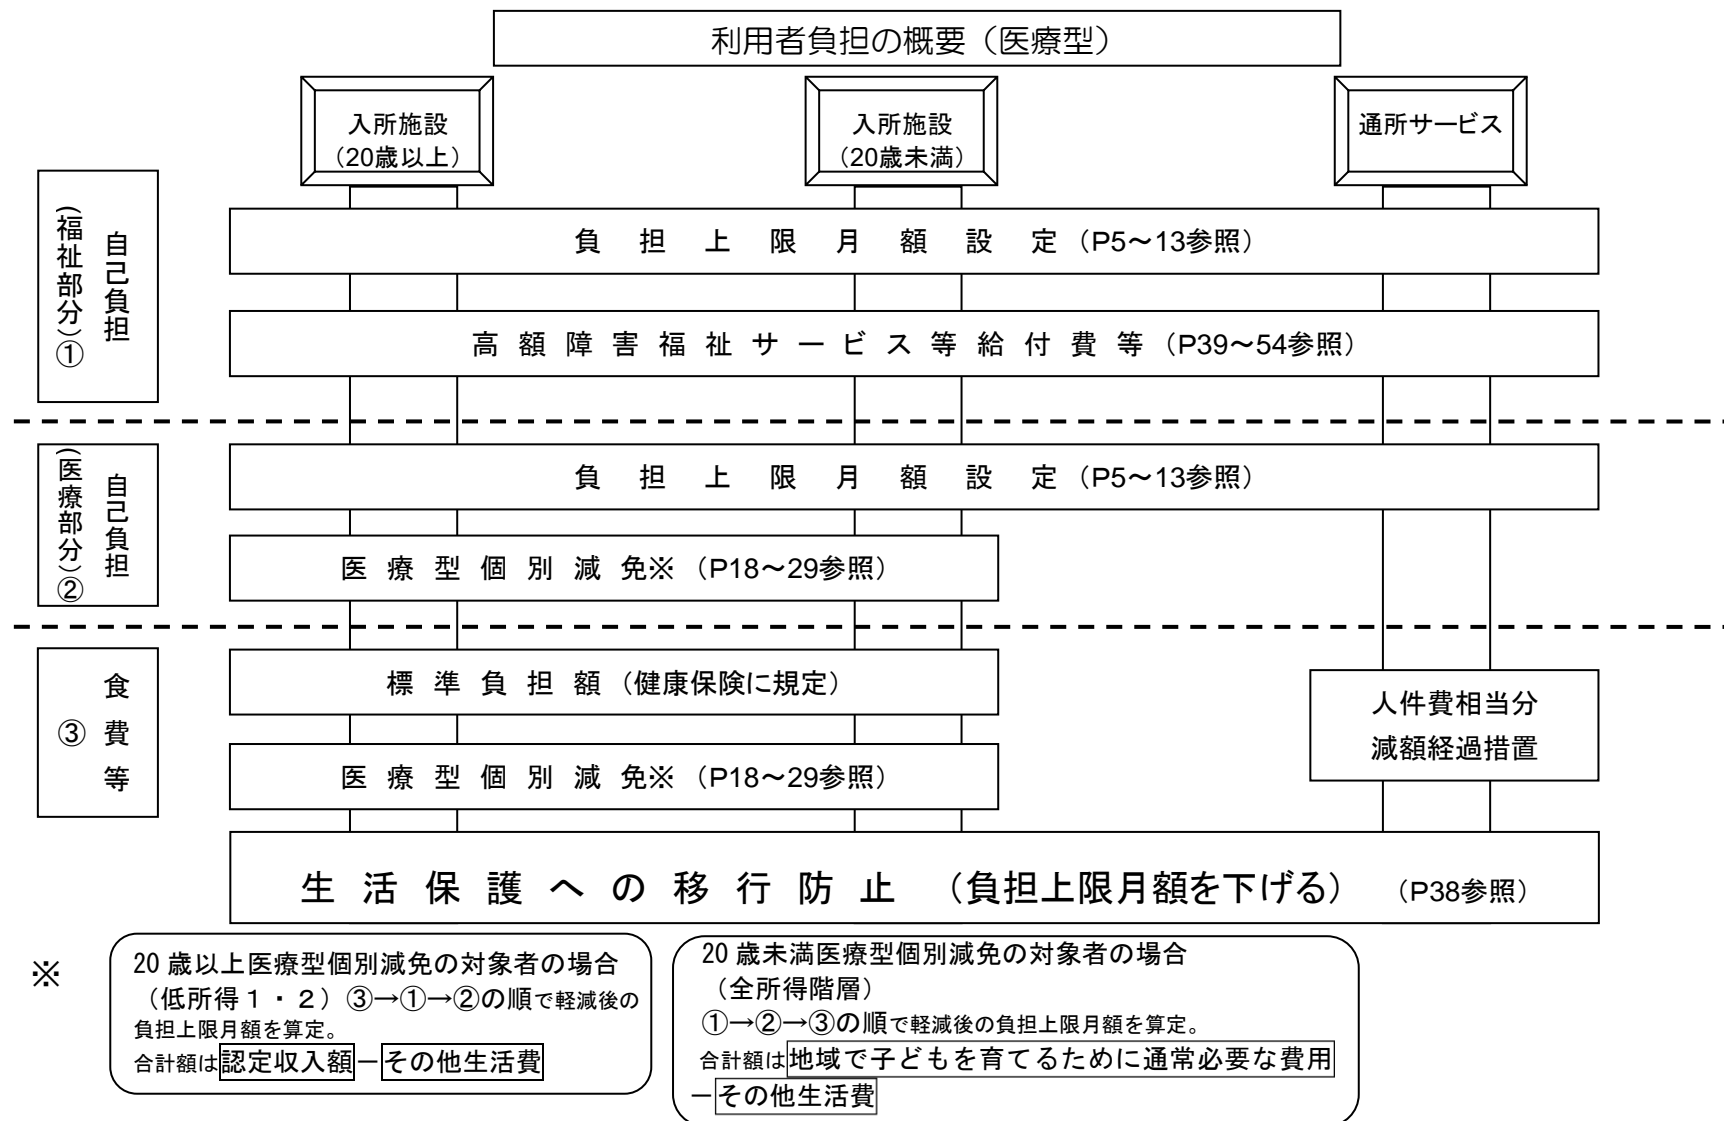 利用者負担の概要（医療型）
入所施設
（20歳以上）
入所施設
（20歳未満）
通所サービス
自己負担
（福祉部分）①
負担上限月額設定（P5～13参照）
高額障害福祉サービス等給付費等（P39～54参照）
自己負担
（医療部分）②
負担上限月額設定（P5～13参照）
医療型個別減免※（P18～29参照）
食費等
③
標準負担額（健康保険に規定）
人件費相当分
減額経過措置
医療型個別減免※（P18～29参照）
生活保護への移行防止（負担上限月額を下げる）（P38参照）
※
20 歳以上医療型個別減免の対象者の場合
（低所得１・２）③→①→②の順で軽減後の
負担上限月額を算定。
合計額は認定収入額－その他生活費
20 歳未満医療型個別減免の対象者の場合
（全所得階層）
①→②→③の順で軽減後の負担上限月額を算定。
合計額は地域で子どもを育てるために通常必要な費用
－その他生活費